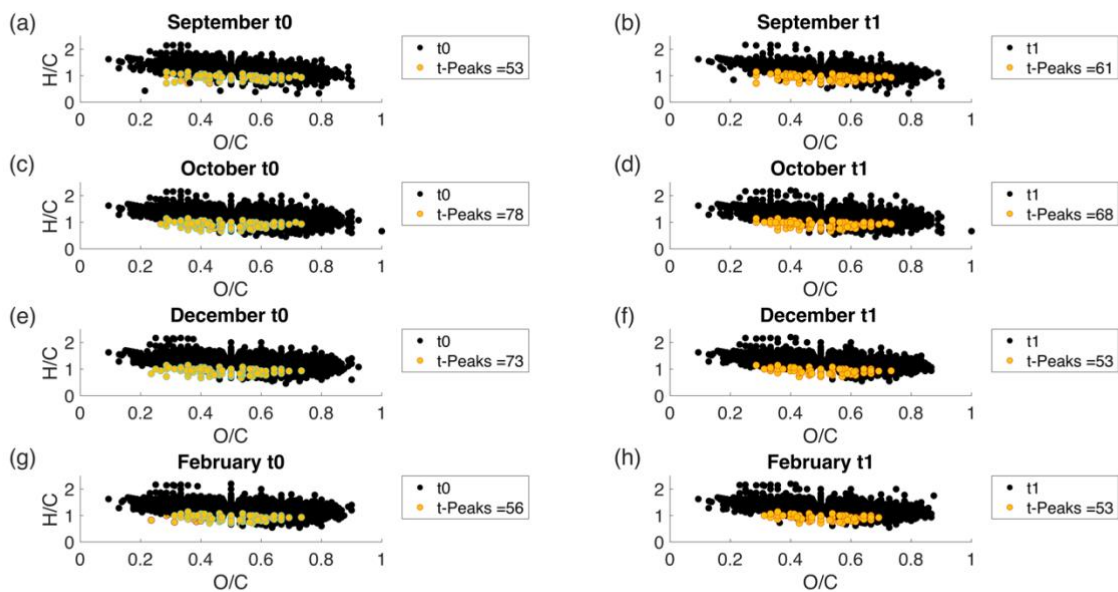 (a)
September t0
H/C
2
1
0
0 0.2 0.4 0.6 0.8 1
O/C
t0
t-Peaks =53
(b)
September t1
H/C
2
1
0
0 0.2 0.4 0.6 0.8 1
O/C
t1
t-Peaks =61
(c)
October t0
H/C
2
1
0
0 0.2 0.4 0.6 0.8 1
O/C
t0
t-Peaks =78
(d)
October t1
H/C
2
1
0
0 0.2 0.4 0.6 0.8 1
O/C
t1
t-Peaks =68
(e)
December t0
H/C
2
1
0
0 0.2 0.4 0.6 0.8 1
O/C
t0
t-Peaks =73
(f)
December t1
H/C
2
1
0
0 0.2 0.4 0.6 0.8 1
O/C
t1
t-Peaks =53
(g)
February t0
H/C
2
1
0
0 0.2 0.4 0.6 0.8 1
O/C
t0
t-Peaks =56
(h)
February t1
H/C
2
1
0
0 0.2 0.4 0.6 0.8 1
O/C
t1
t-Peaks =53